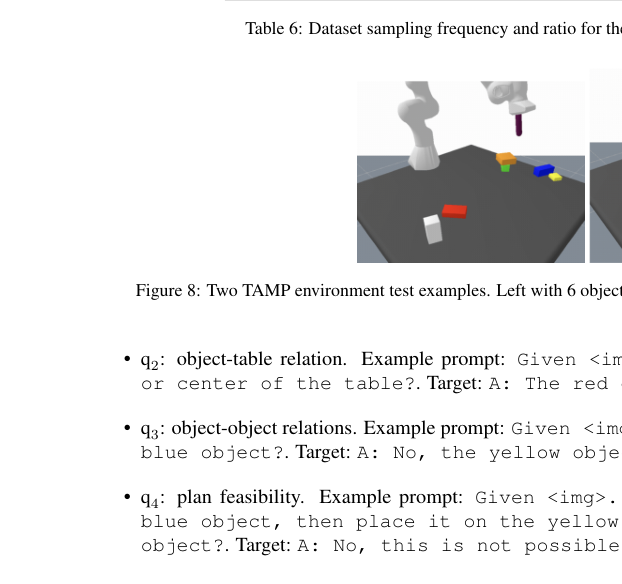 Table 6: Dataset sampling frequency and ratio for the
Figure 8: Two TAMP environment test examples. Left with 6 object
• q2: object-table relation. Example prompt: Given <im
or center of the table?. Target: A: The red
• q3: object-object relations. Example prompt: Given <img
blue object?. Target: A: No, the yellow obje
• q4: plan feasibility. Example prompt: Given <img>.
blue object, then place it on the yellow
object?. Target: A: No, this is not possible